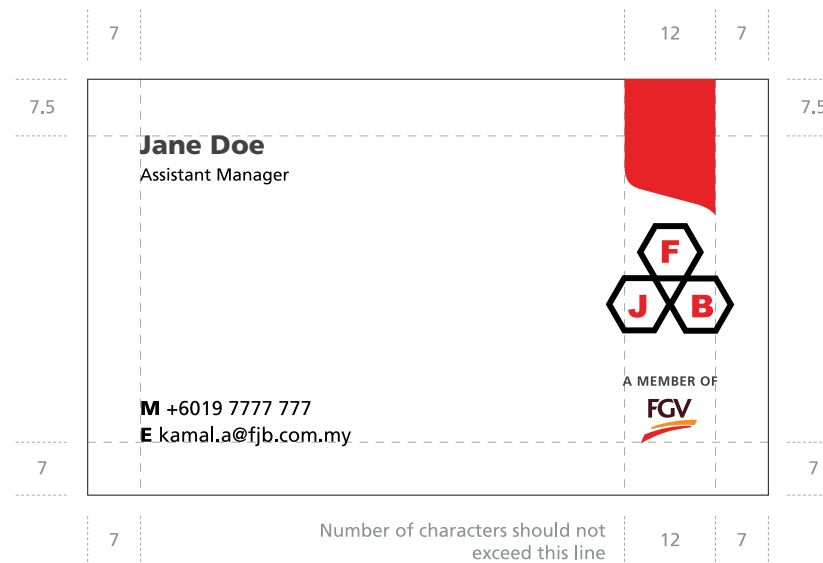 7
12
7
7.5
7.5
Jane Doe
Assistant Manager
F
J
B
A MEMBER OF
FGV
M +6019 7777 777
E kamal.a@fjb.com.my
7
7
7
Number of characters should not
exceed this line
12
7